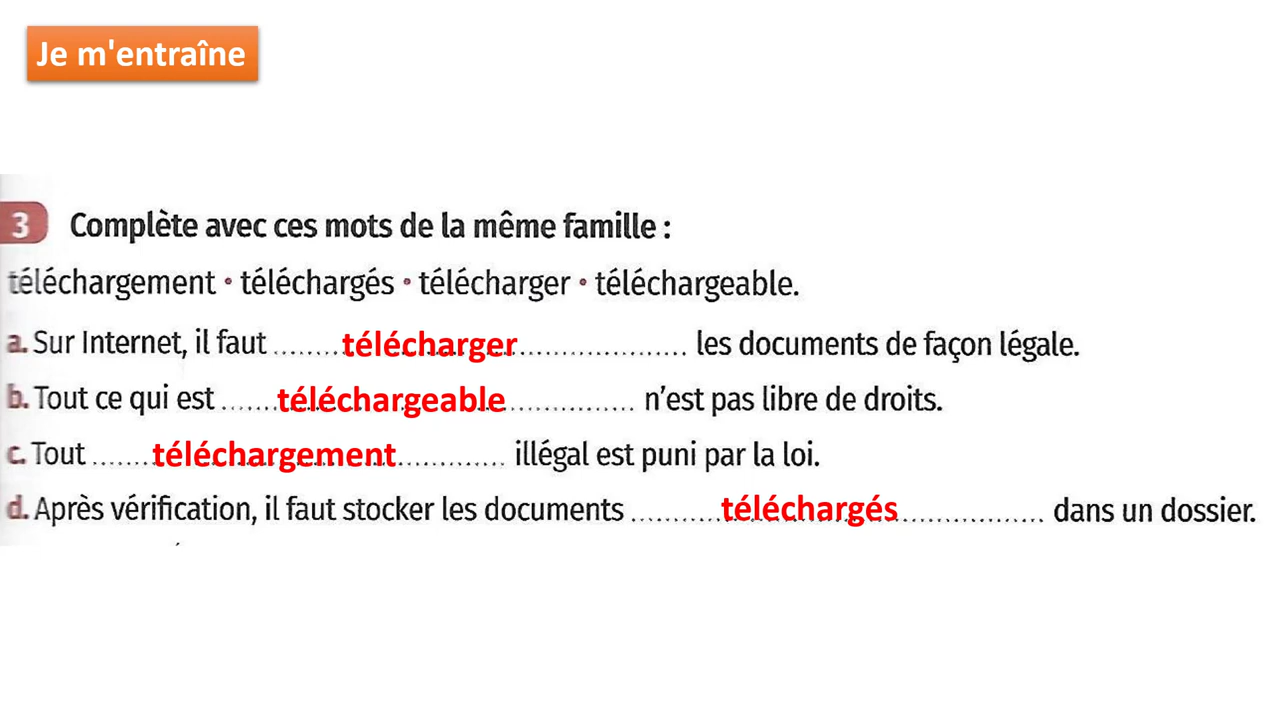 Je m'entraîne
3 Complète avec ces mots de la même famille :
téléchargement • téléchargés • télécharger • téléchargeable.
a. Sur Internet, il faut ........télécharger........................ les documents de façon légale.
b. Tout ce qui est ......téléchargeable.................. n'est pas libre de droits.
c. Tout .......téléchargement............... illégal est puni par la loi.
d. Après vérification, il faut stocker les documents ..........téléchargés.................... dans un dossier.